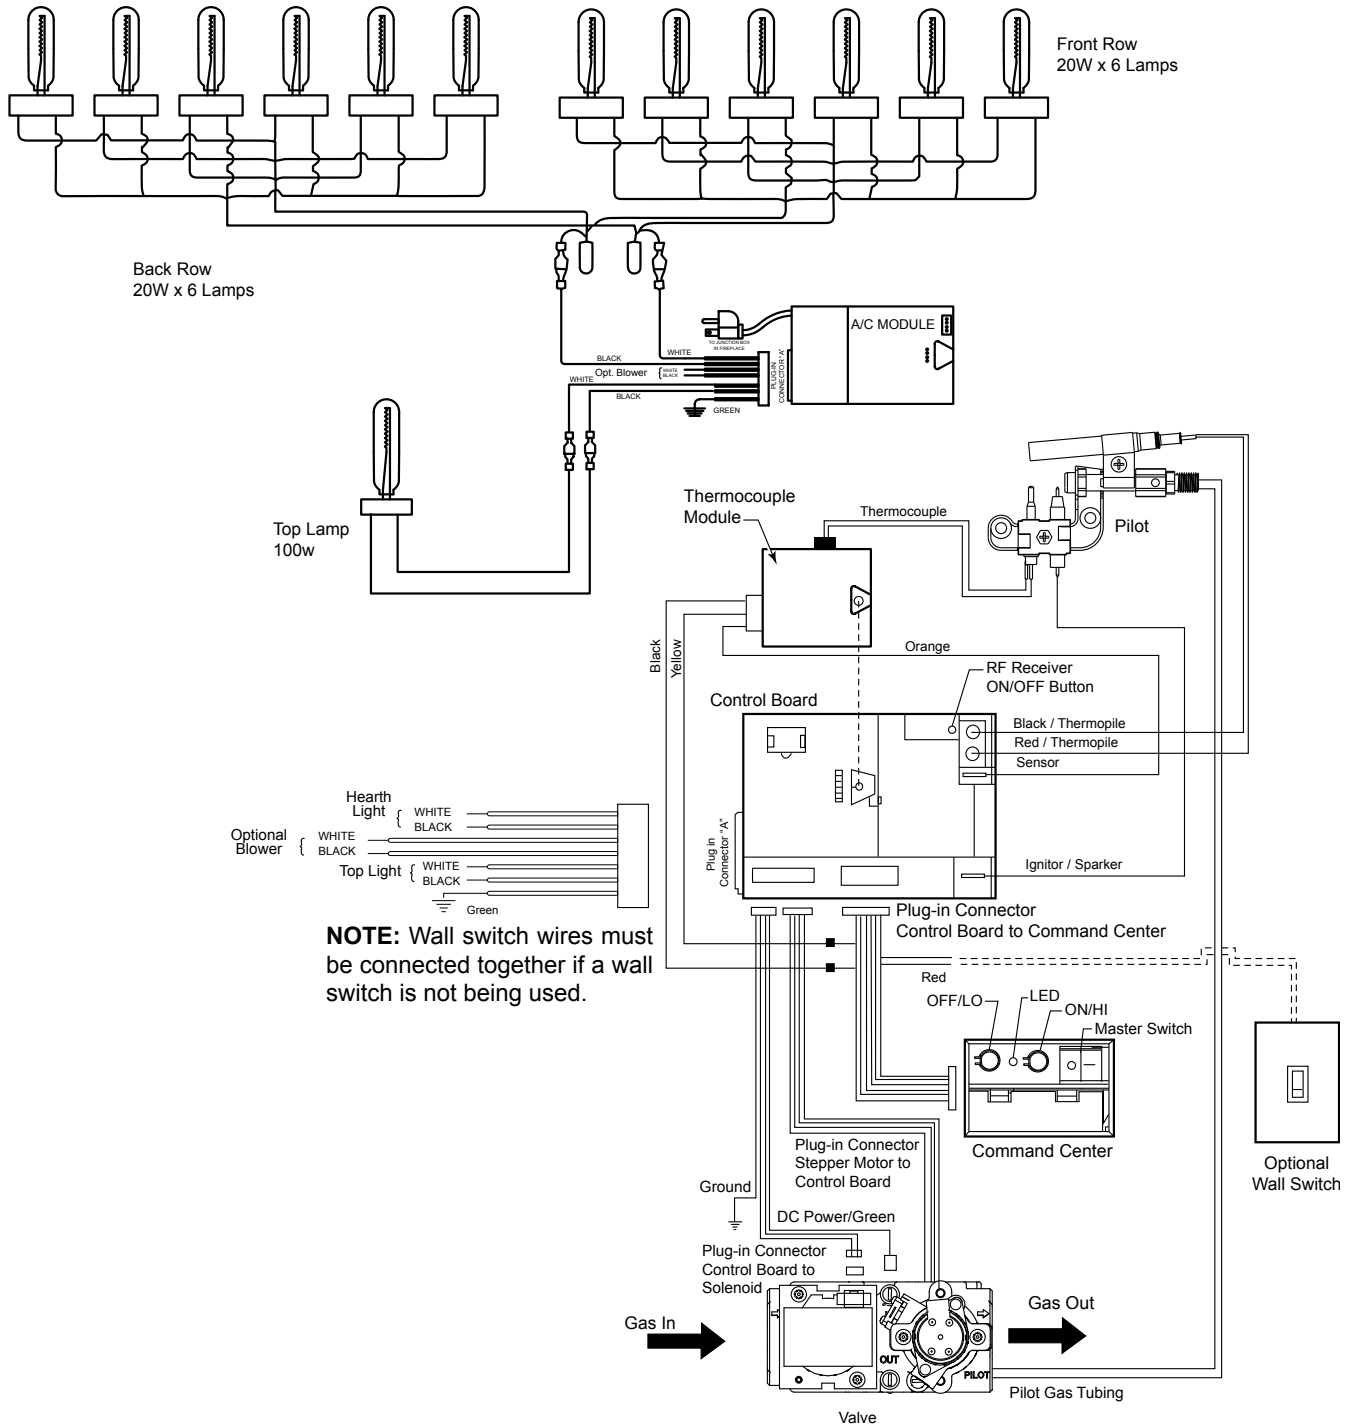 Front Row
20W x 6 Lamps
Back Row
20W x 6 Lamps
A/C MODULE
TO JUNCTION BOX
IN FIREPLACE
WHITE
BLACK
Opt. Blower { WHITE
BLACK
WHITE
BLACK
GREEN
PLUG-IN
CONNECTOR "A"
Top Lamp
100w
Thermocouple
Module
Thermocouple
Pilot
Black
Yellow
Orange
RF Receiver
ON/OFF Button
Control Board
Black / Thermopile
Red / Thermopile
Sensor
Hearth
Light { WHITE
BLACK
Optional
Blower { WHITE
BLACK
Top Light { WHITE
BLACK
Green
Plug in
Connector "A"
Ignitor / Sparker
Plug-in Connector
Control Board to Command Center
NOTE: Wall switch wires must
be connected together if a wall
switch is not being used.
Red
OFF/LO
LED
ON/HI
Master Switch
Command Center
Optional
Wall Switch
Plug-in Connector
Stepper Motor to
Control Board
Ground
DC Power/Green
Plug-in Connector
Control Board to
Solenoid
Gas In
Gas Out
OUT
PILOT
Pilot Gas Tubing
Valve